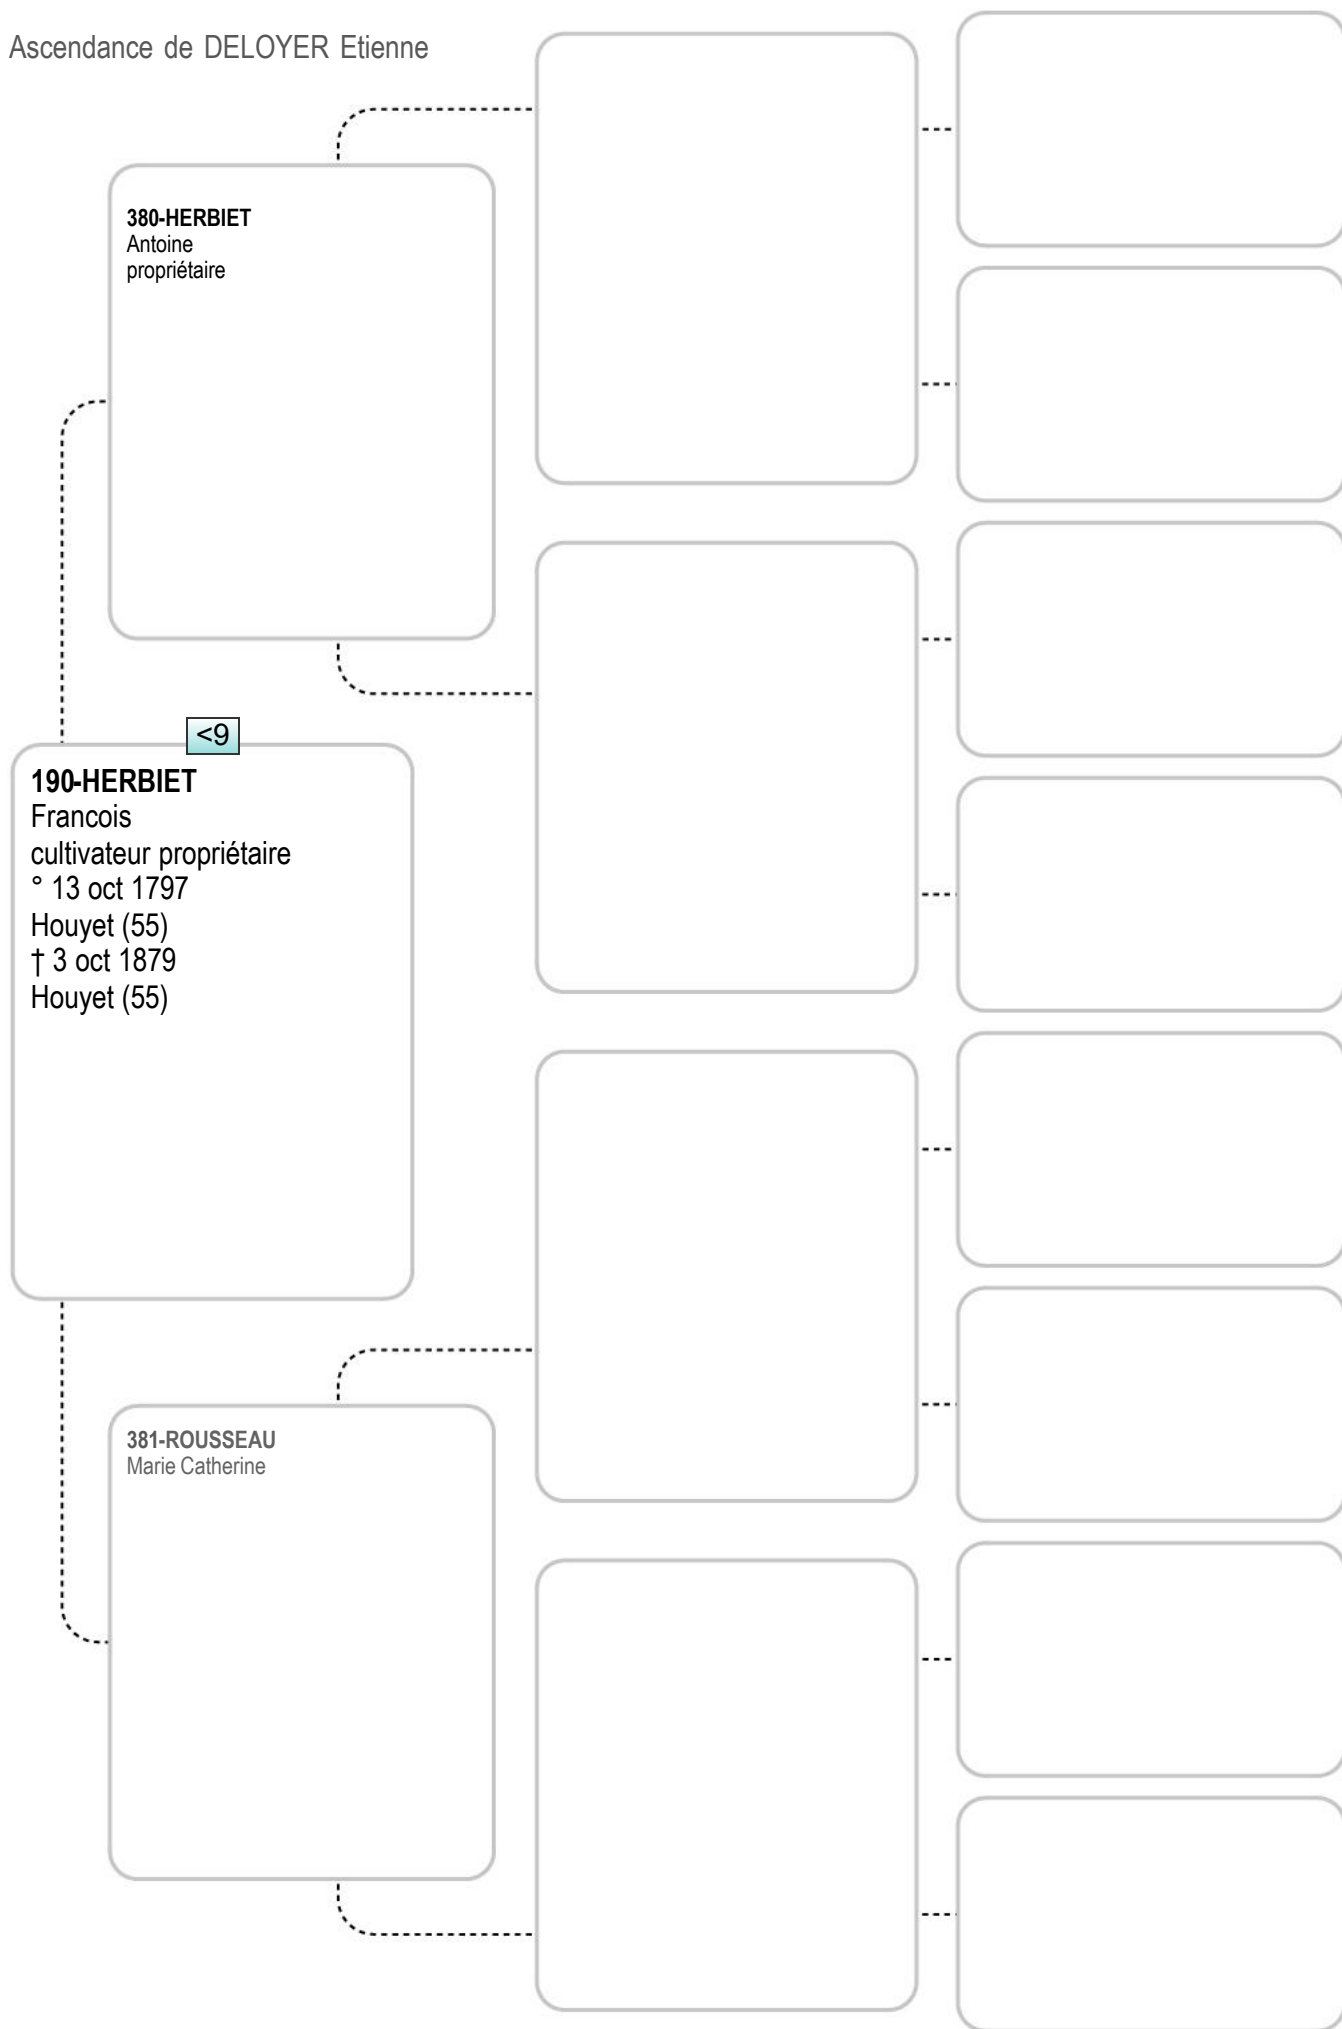 Ascendance de DELOYER Etienne
380-HERBIET
Antoine
propriétaire
<9
190-HERBIET
Francois
cultivateur propriétaire
° 13 oct 1797
Houyet (55)
† 3 oct 1879
Houyet (55)
381-ROUSSEAU
Marie Catherine